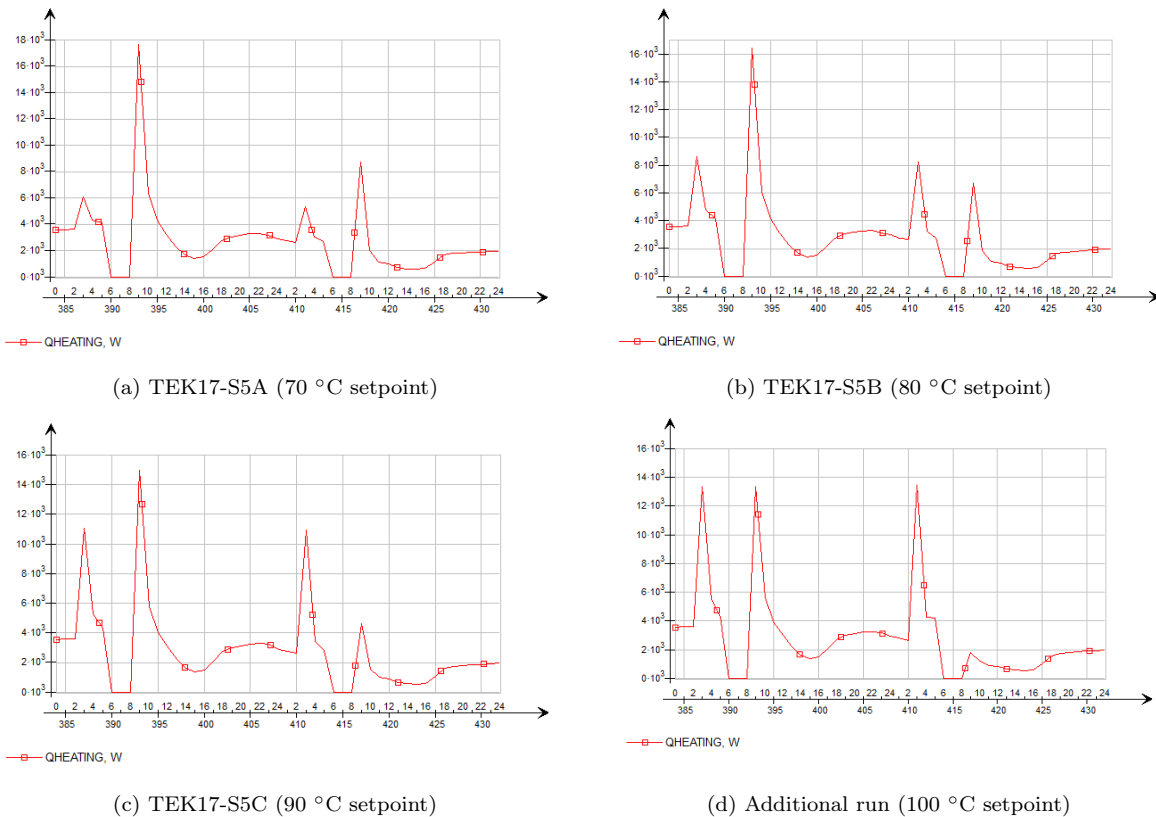 18·10³
16·10³
14·10³
12·10³
10·10³
8·10³
6·10³
4·10³
2·10³
0·10³
0 2 4 6 8 10 12 14 16 18 20 22 24 2 4 6 8 10 12 14 16 18 20 22 24
385 390 395 400 405 410 415 420 425 430
QHEATING, W
(a) TEK17-S5A (70 °C setpoint)
16·10³
14·10³
12·10³
10·10³
8·10³
6·10³
4·10³
2·10³
0·10³
0 2 4 6 8 10 12 14 16 18 20 22 24 2 4 6 8 10 12 14 16 18 20 22 24
385 390 395 400 405 410 415 420 425 430
QHEATING, W
(b) TEK17-S5B (80 °C setpoint)
16·10³
14·10³
12·10³
10·10³
8·10³
6·10³
4·10³
2·10³
0·10³
0 2 4 6 8 10 12 14 16 18 20 22 24 2 4 6 8 10 12 14 16 18 20 22 24
385 390 395 400 405 410 415 420 425 430
QHEATING, W
(c) TEK17-S5C (90 °C setpoint)
16·10³
14·10³
12·10³
10·10³
8·10³
6·10³
4·10³
2·10³
0·10³
0 2 4 6 8 10 12 14 16 18 20 22 24 2 4 6 8 10 12 14 16 18 20 22 24
385 390 395 400 405 410 415 420 425 430
QHEATING, W
(d) Additional run (100 °C setpoint)